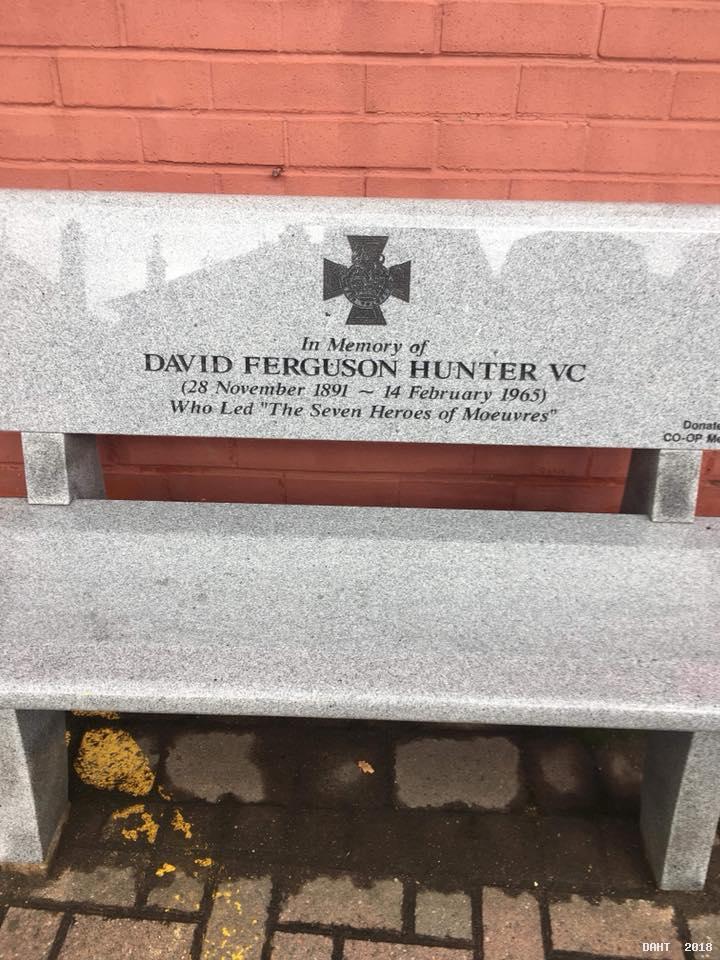 In Memory of
DAVID FERGUSON HUNTER VC
(28 November 1891 ~ 14 February 1965)
Who Led "The Seven Heroes of Moeuvres"
Donate
CO-OP Me
DAHT 2018